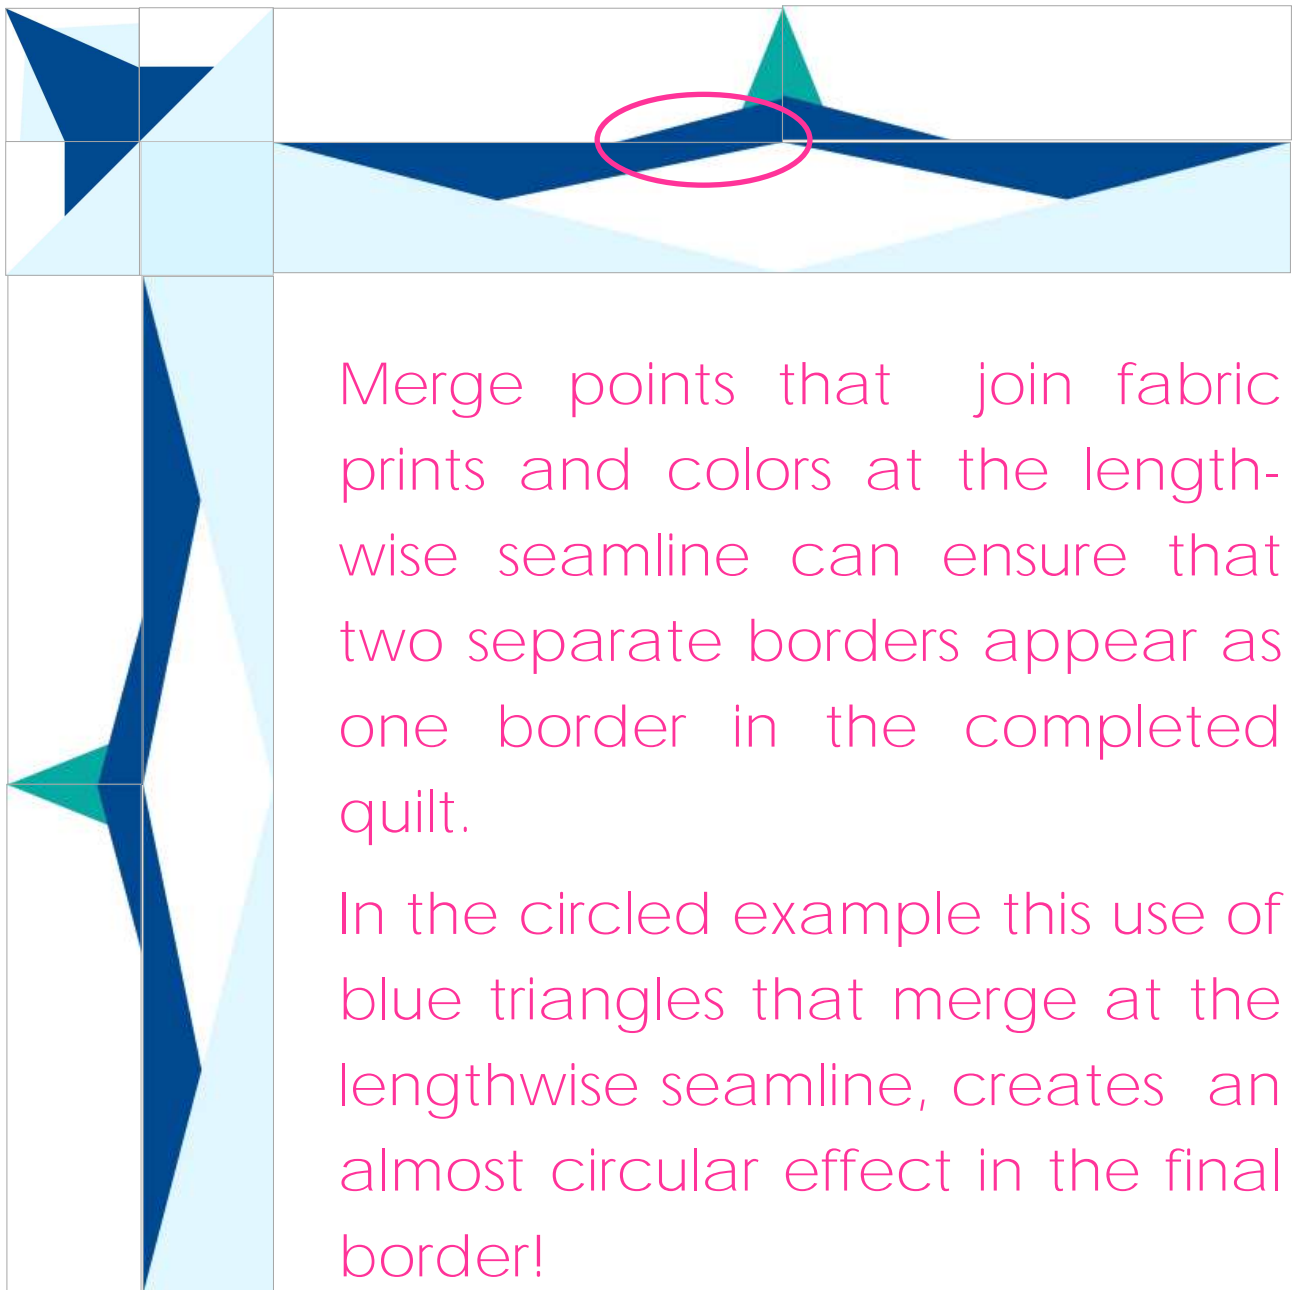 Merge points that join fabric
prints and colors at the length-
wise seamline can ensure that
two separate borders appear as
one border in the completed
quilt.
In the circled example this use of
blue triangles that merge at the
lengthwise seamline, creates an
almost circular effect in the final
border!